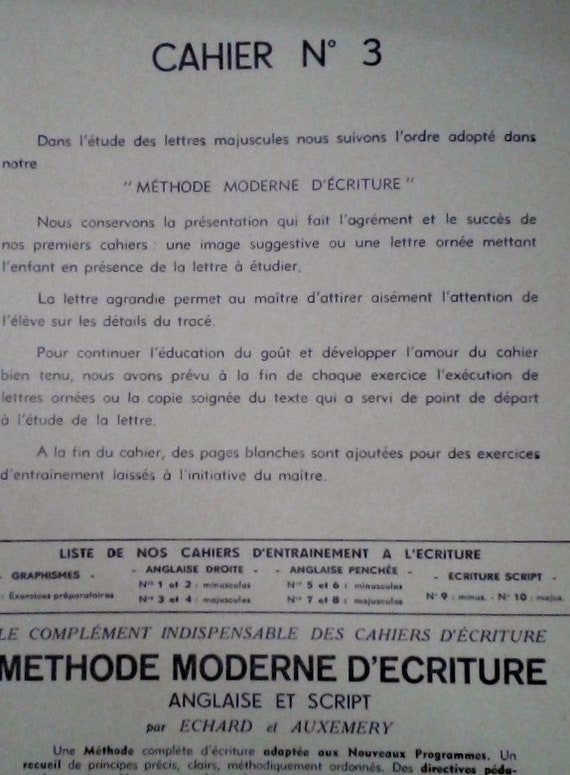 CAHIER N° 3
Dans l'étude des lettres majuscules nous suivons l'ordre adopté dans
notre
" MÉTHODE MODERNE D'ÉCRITURE "
Nous conservons la présentation qui fait l'agrément et le succès de
nos premiers cahiers : une image suggestive ou une lettre ornée mettant
l'enfant en présence de la lettre à étudier.
La lettre agrandie permet au maître d'attirer aisément l'attention de
l'élève sur les détails du tracé.
Pour continuer l'éducation du goût et développer l'amour du cahier
bien tenu, nous avons prévu à la fin de chaque exercice l'exécution de
lettres ornées ou la copie soignée du texte qui a servi de point de départ
à l'étude de la lettre.
A la fin du cahier, des pages blanches sont ajoutées pour des exercices
d'entrainement laissés à l'initiative du maître.
LISTE DE NOS CAHIERS D'ENTRAINEMENT A L'ECRITURE
- GRAPHISMES - - ANGLAISE DROITE - - ANGLAISE PENCHÉE - - ECRITURE SCRIPT -
: Exercices préparatoires Nos 1 et 2 : minuscules Nos 5 et 6 : minuscules N° 9 : minus. - N° 10 : majus.
Nos 3 et 4 : majuscules Nos 7 et 8 : majuscules
LE COMPLÉMENT INDISPENSABLE DES CAHIERS D'ÉCRITURE
METHODE MODERNE D'ECRITURE
ANGLAISE ET SCRIPT
par ECHARD et AUXEMERY
Une Méthode complète d'écriture adaptée aux Nouveaux Programmes. Un
recueil de principes précis, clairs, méthodiquement ordonnés. Des directives péda-